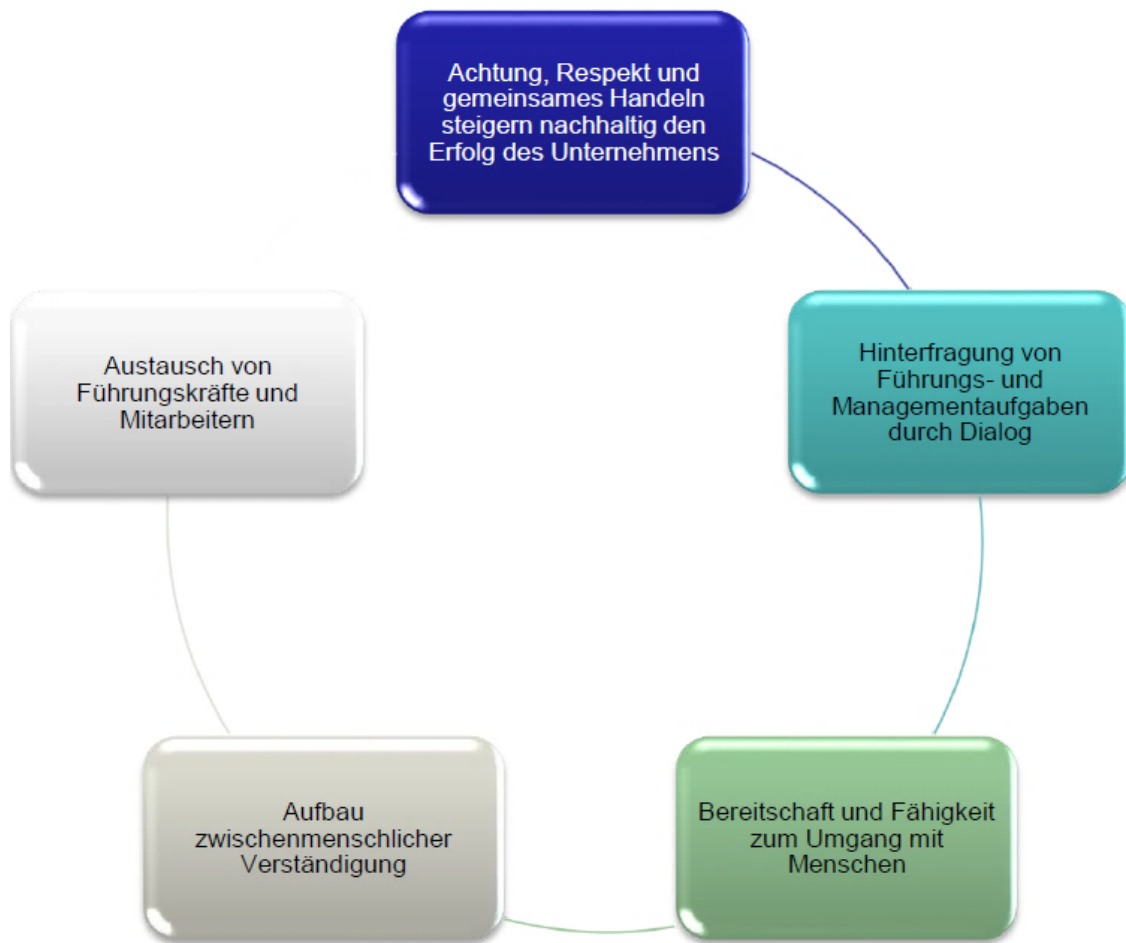 Achtung, Respekt und
gemeinsames Handeln
steigern nachhaltig den
Erfolg des Unternehmens
Hinterfragung von
Führungs- und
Managementaufgaben
durch Dialog
Bereitschaft und Fähigkeit
zum Umgang mit
Menschen
Aufbau
zwischenmenschlicher
Verständigung
Austausch von
Führungskräfte und
Mitarbeitern